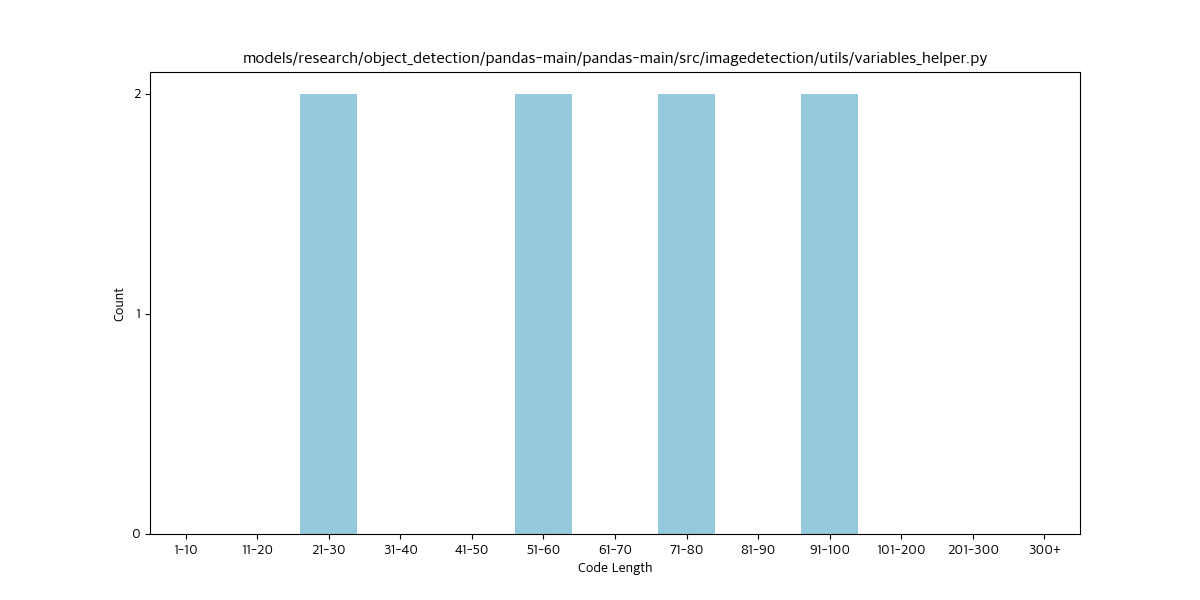 models/research/object_detection/pandas-main/pandas-main/src/imagedetection/utils/variables_helper.py
2
1
0
Count
1-10 11-20 21-30 31-40 41-50 51-60 61-70 71-80 81-90 91-100 101-200 201-300 300+
Code Length